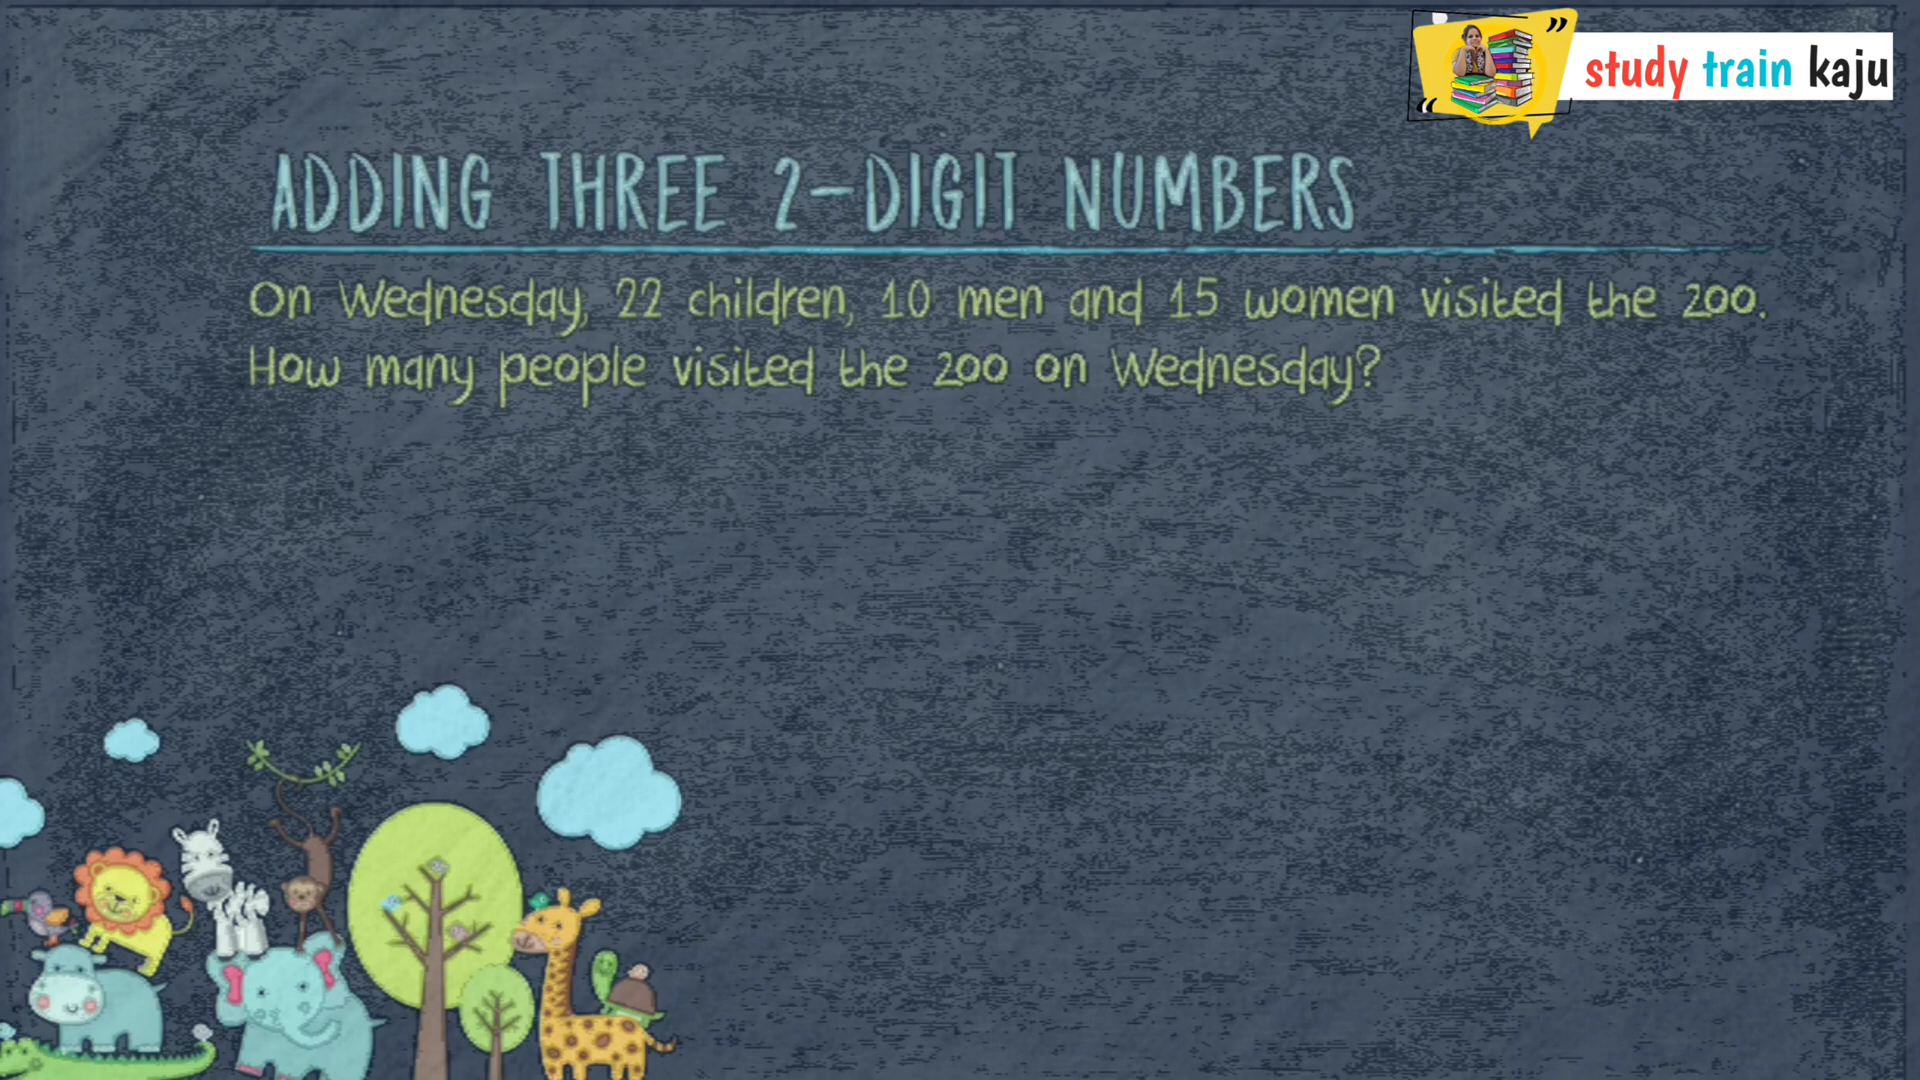 study train kaju
ADDING THREE 2-DIGIT NUMBERS
On Wednesday, 22 children, 10 men and 15 women visited the zoo.
How many people visited the zoo on Wednesday?